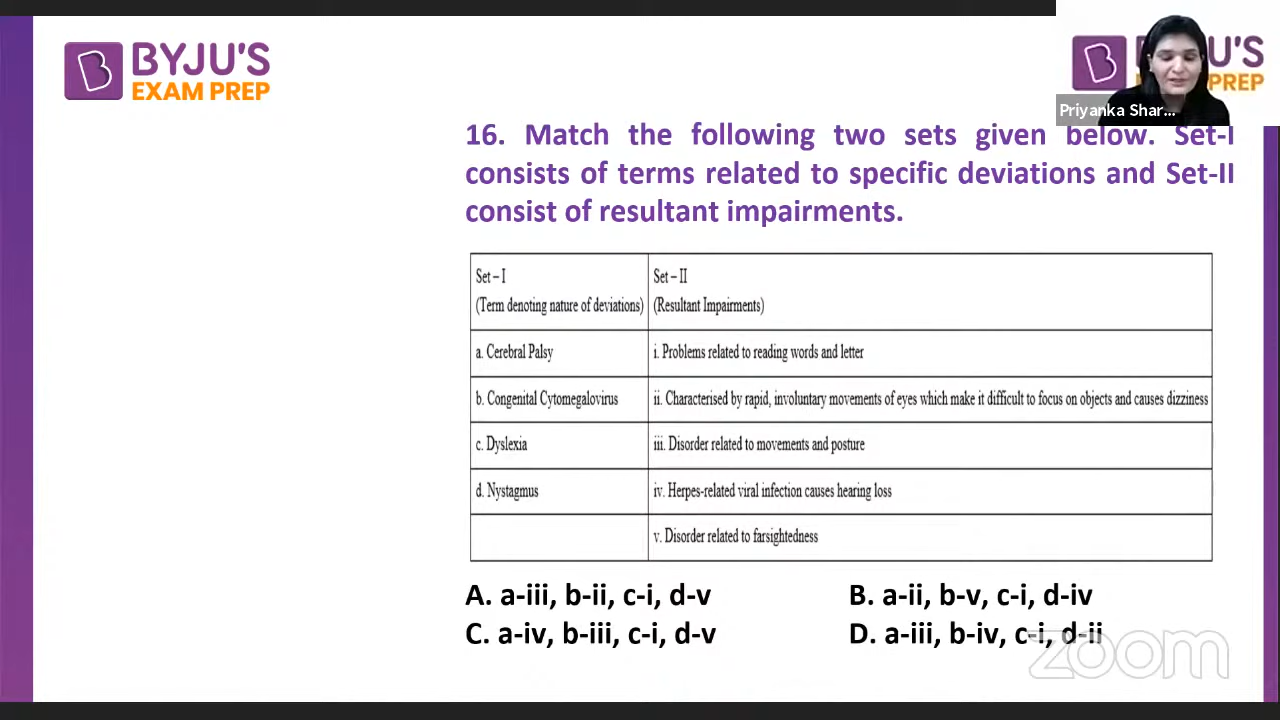 BYJU'S
EXAM PREP
Priyanka Shar...
16. Match the following two sets given below. Set-I
consists of terms related to specific deviations and Set-II
consist of resultant impairments.
Set – I
(Term denoting nature of deviations)
Set – II
(Resultant Impairments)
a. Cerebral Palsy
i. Problems related to reading words and letter
b. Congenital Cytomegalovirus
ii. Characterised by rapid, involuntary movements of eyes which make it difficult to focus on objects and causes dizziness
c. Dyslexia
iii. Disorder related to movements and posture
d. Nystagmus
iv. Herpes-related viral infection causes hearing loss
v. Disorder related to farsightedness
A. a-iii, b-ii, c-i, d-v
B. a-ii, b-v, c-i, d-iv
C. a-iv, b-iii, c-i, d-v
D. a-iii, b-iv, c-i, d-ii
zoom